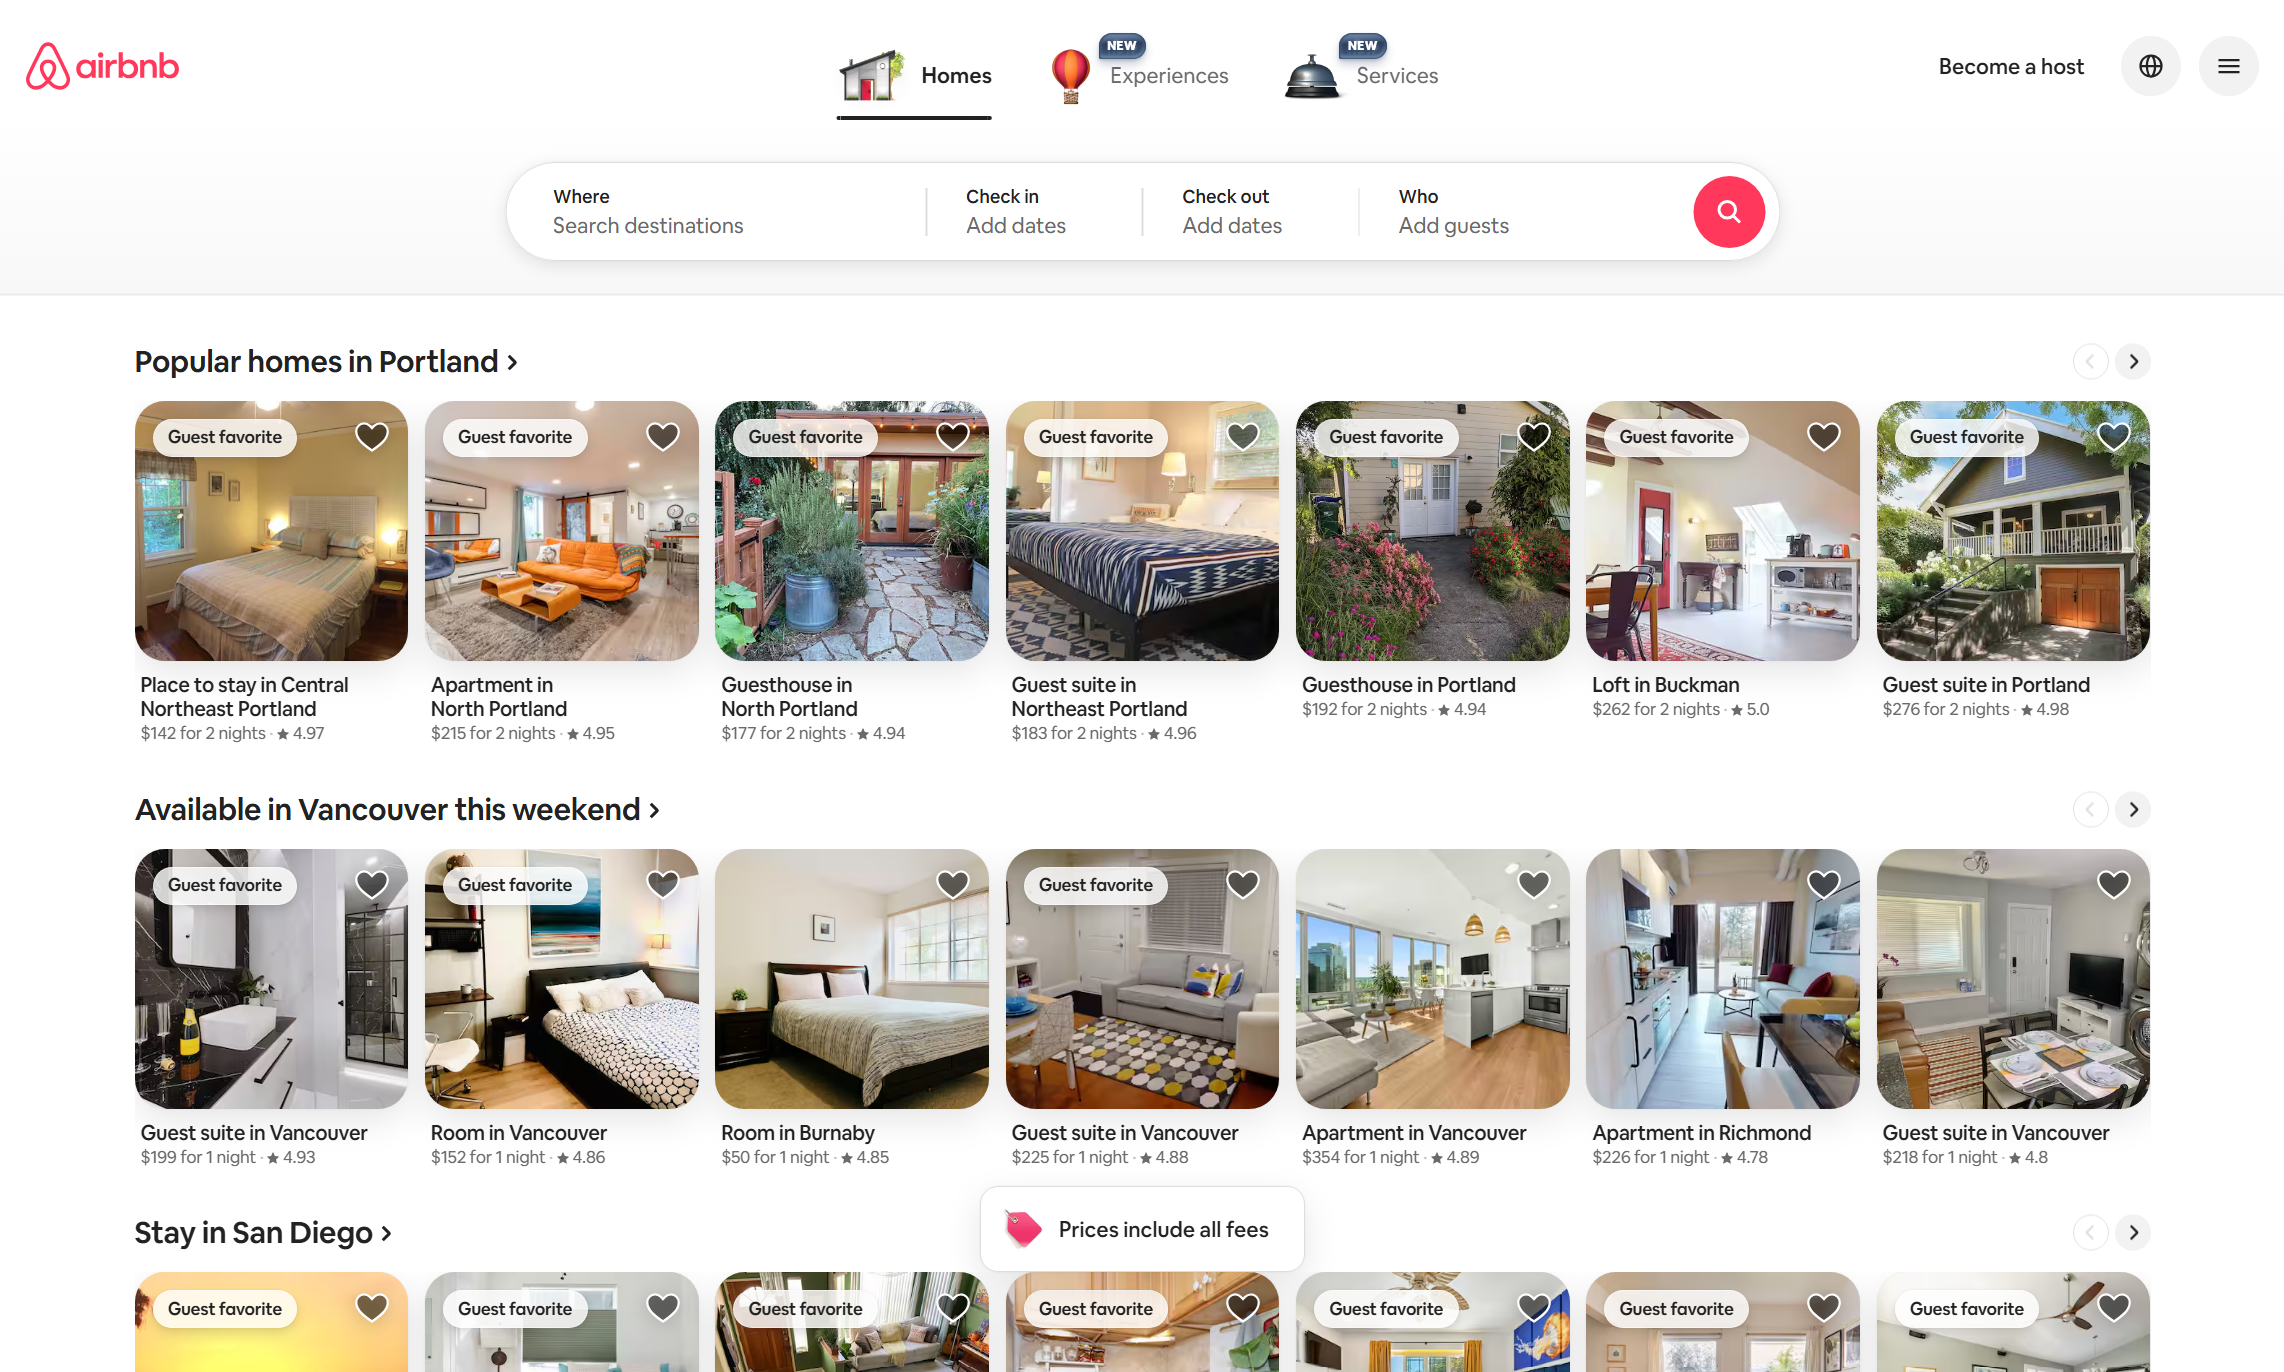 airbnb
Homes
NEW
Experiences
NEW
Services
Become a host
Where
Search destinations
Check in
Add dates
Check out
Add dates
Who
Add guests
Popular homes in Portland
Guest favorite
Place to stay in Central
Northeast Portland
$142 for 2 nights · ★ 4.97
Guest favorite
Apartment in
North Portland
$215 for 2 nights · ★ 4.95
Guest favorite
Guesthouse in
North Portland
$177 for 2 nights · ★ 4.94
Guest favorite
Guest suite in
Northeast Portland
$183 for 2 nights · ★ 4.96
Guest favorite
Guesthouse in Portland
$192 for 2 nights · ★ 4.94
Guest favorite
Loft in Buckman
$262 for 2 nights · ★ 5.0
Guest favorite
Guest suite in Portland
$276 for 2 nights · ★ 4.98
Available in Vancouver this weekend
Guest favorite
Guest suite in Vancouver
$199 for 1 night · ★ 4.93
Guest favorite
Room in Vancouver
$152 for 1 night · ★ 4.86
Room in Burnaby
$50 for 1 night · ★ 4.85
Guest favorite
Guest suite in Vancouver
$225 for 1 night · ★ 4.88
Apartment in Vancouver
$354 for 1 night · ★ 4.89
Apartment in Richmond
$226 for 1 night · ★ 4.78
Guest suite in Vancouver
$218 for 1 night · ★ 4.8
Stay in San Diego
Prices include all fees
Guest favorite
Guest favorite
Guest favorite
Guest favorite
Guest favorite
Guest favorite
Guest favorite